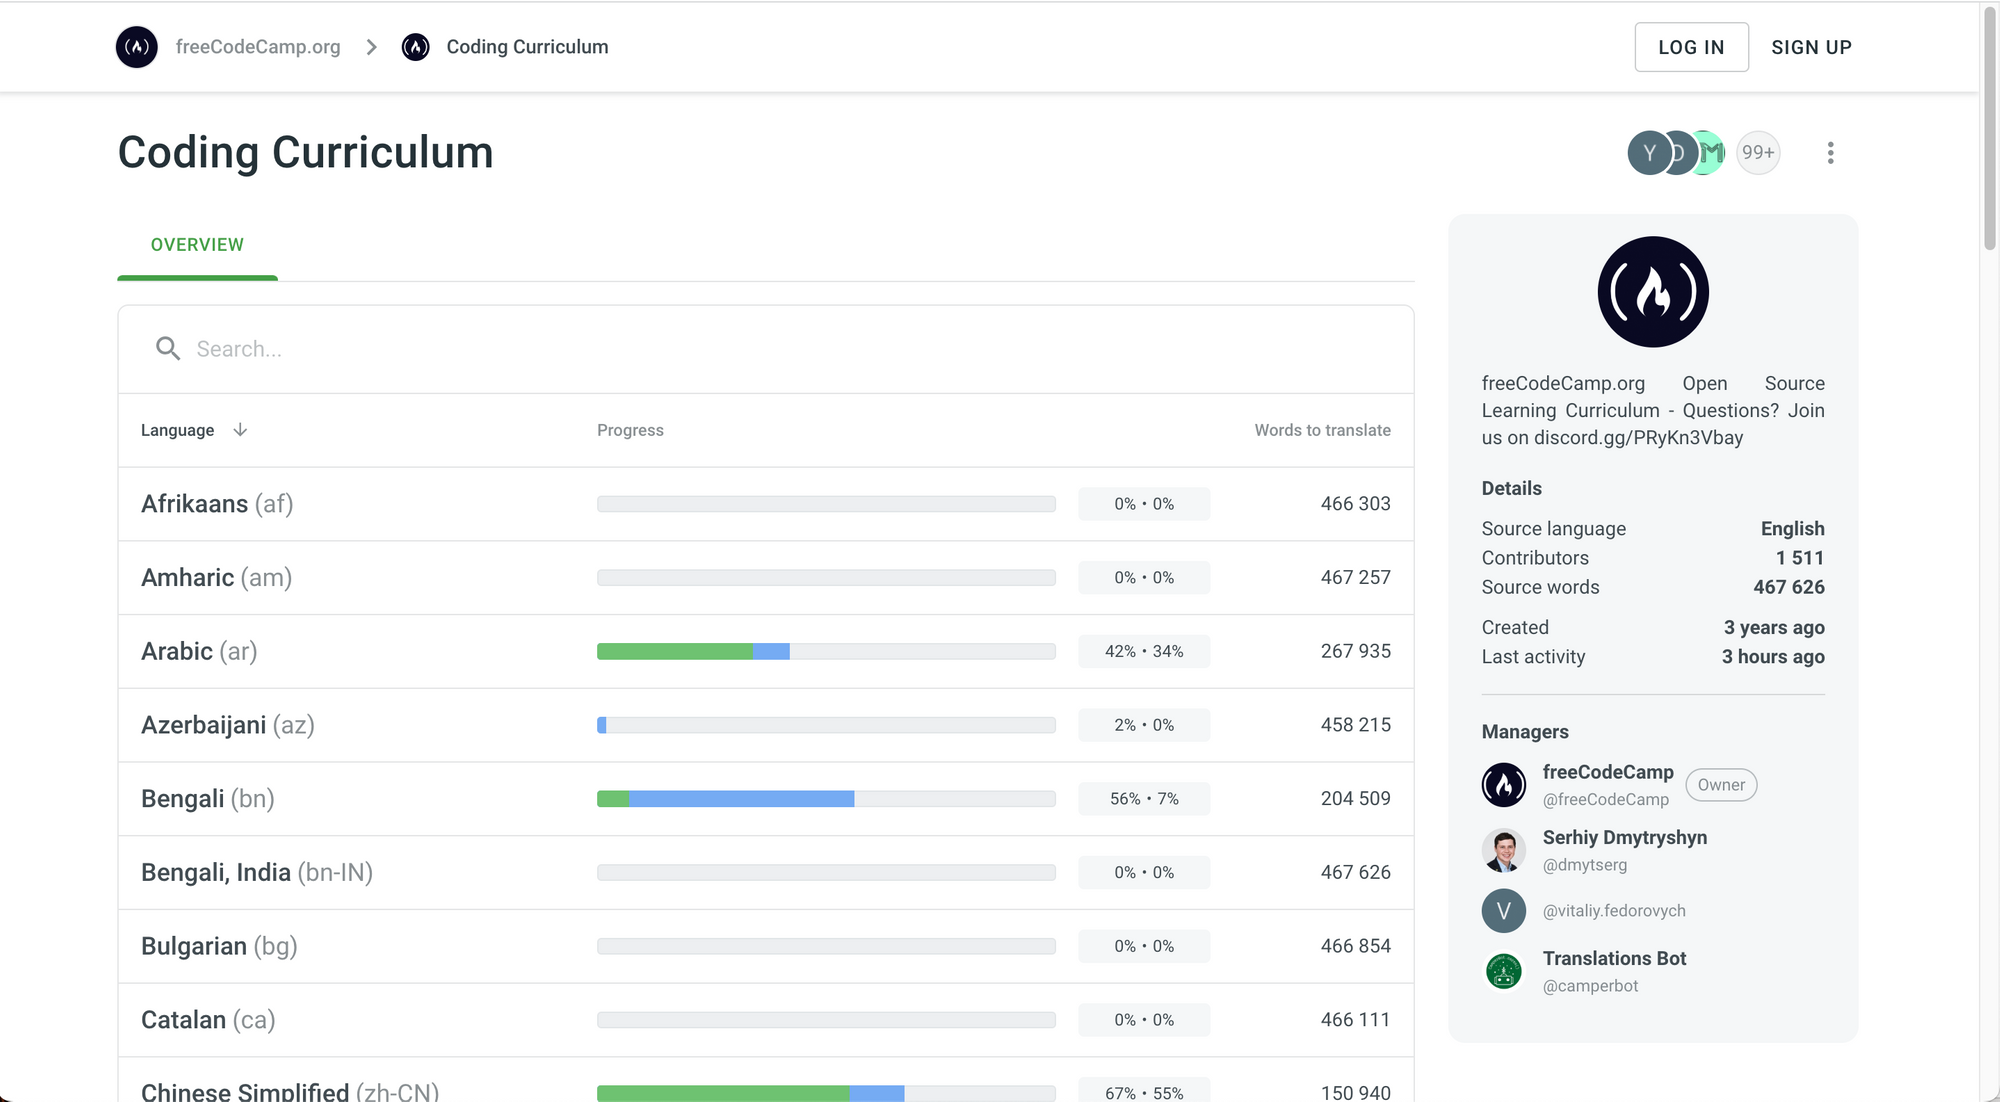 freeCodeCamp.org
Coding Curriculum
LOG IN
SIGN UP
Coding Curriculum
Y
D
M
99+
OVERVIEW
Search...
Language
Progress
Words to translate
Afrikaans (af)
0% • 0%
466 303
Amharic (am)
0% • 0%
467 257
Arabic (ar)
42% • 34%
267 935
Azerbaijani (az)
2% • 0%
458 215
Bengali (bn)
56% • 7%
204 509
Bengali, India (bn-IN)
0% • 0%
467 626
Bulgarian (bg)
0% • 0%
466 854
Catalan (ca)
0% • 0%
466 111
Chinese Simplified (zh-CN)
67% • 55%
150 940
freeCodeCamp.org Open Source
Learning Curriculum - Questions? Join
us on discord.gg/PRyKn3Vbay
Details
Source language English
Contributors 1 511
Source words 467 626
Created 3 years ago
Last activity 3 hours ago
Managers
freeCodeCamp
@freeCodeCamp
Owner
Serhiy Dmytryshyn
@dmytserg
V
@vitaliy.fedorovych
Translations Bot
@camperbot